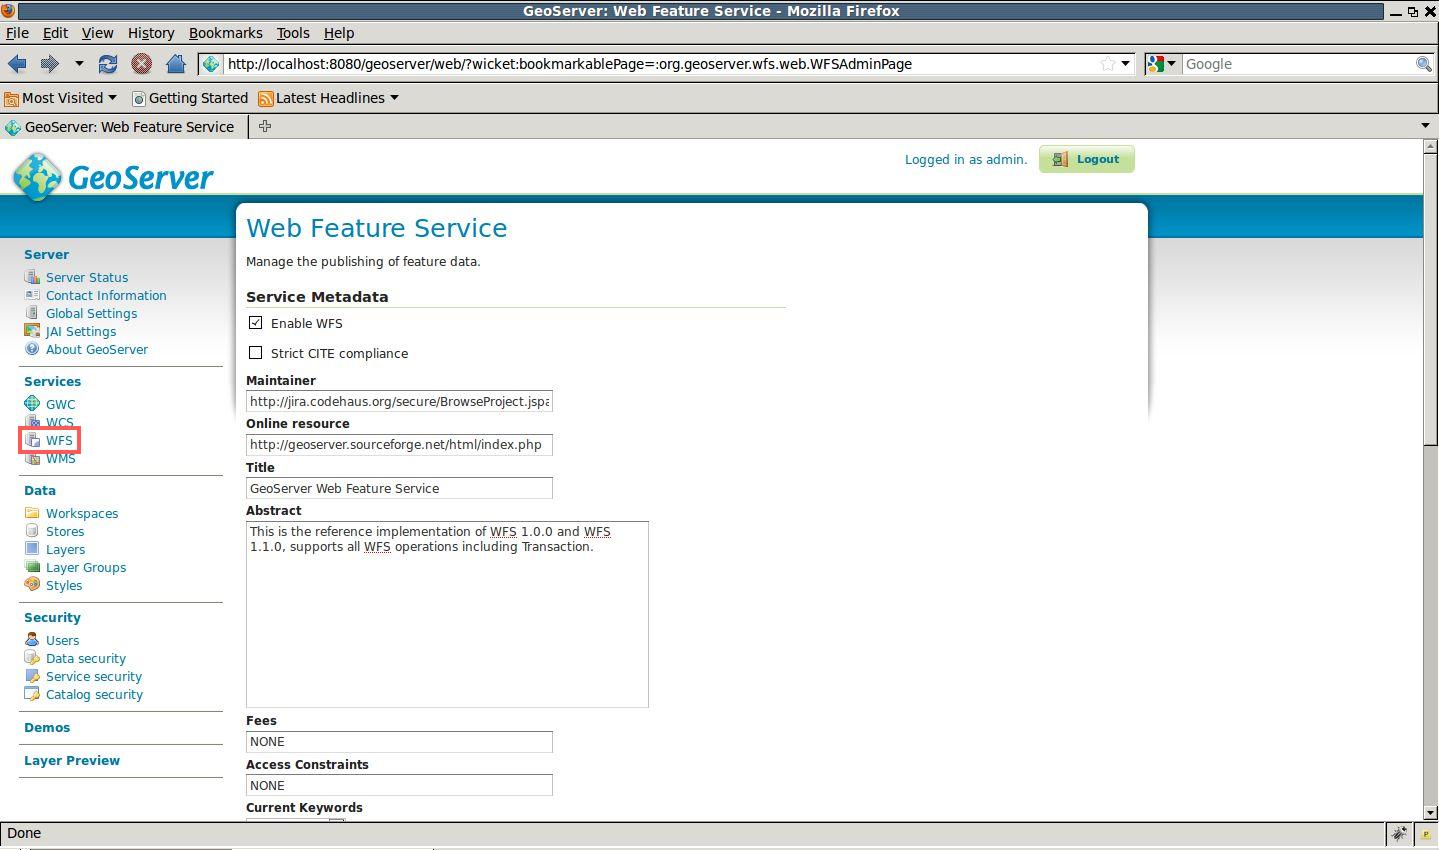 GeoServer: Web Feature Service - Mozilla Firefox
File Edit View History Bookmarks Tools Help
http://localhost:8080/geoserver/web/?wicket:bookmarkablePage=:org.geoserver.wfs.web.WFSAdminPage
Google
Most Visited Getting Started Latest Headlines
GeoServer: Web Feature Service
GeoServer
Logged in as admin.
Logout
Server
Server Status
Contact Information
Global Settings
JAI Settings
About GeoServer
Services
GWC
WCS
WFS
WMS
Data
Workspaces
Stores
Layers
Layer Groups
Styles
Security
Users
Data security
Service security
Catalog security
Demos
Layer Preview
Web Feature Service
Manage the publishing of feature data.
Service Metadata
Enable WFS
Strict CITE compliance
Maintainer
http://jira.codehaus.org/secure/BrowseProject.jspa
Online resource
http://geoserver.sourceforge.net/html/index.php
Title
GeoServer Web Feature Service
Abstract
This is the reference implementation of WFS 1.0.0 and WFS
1.1.0, supports all WFS operations including Transaction.
Fees
NONE
Access Constraints
NONE
Current Keywords
Done